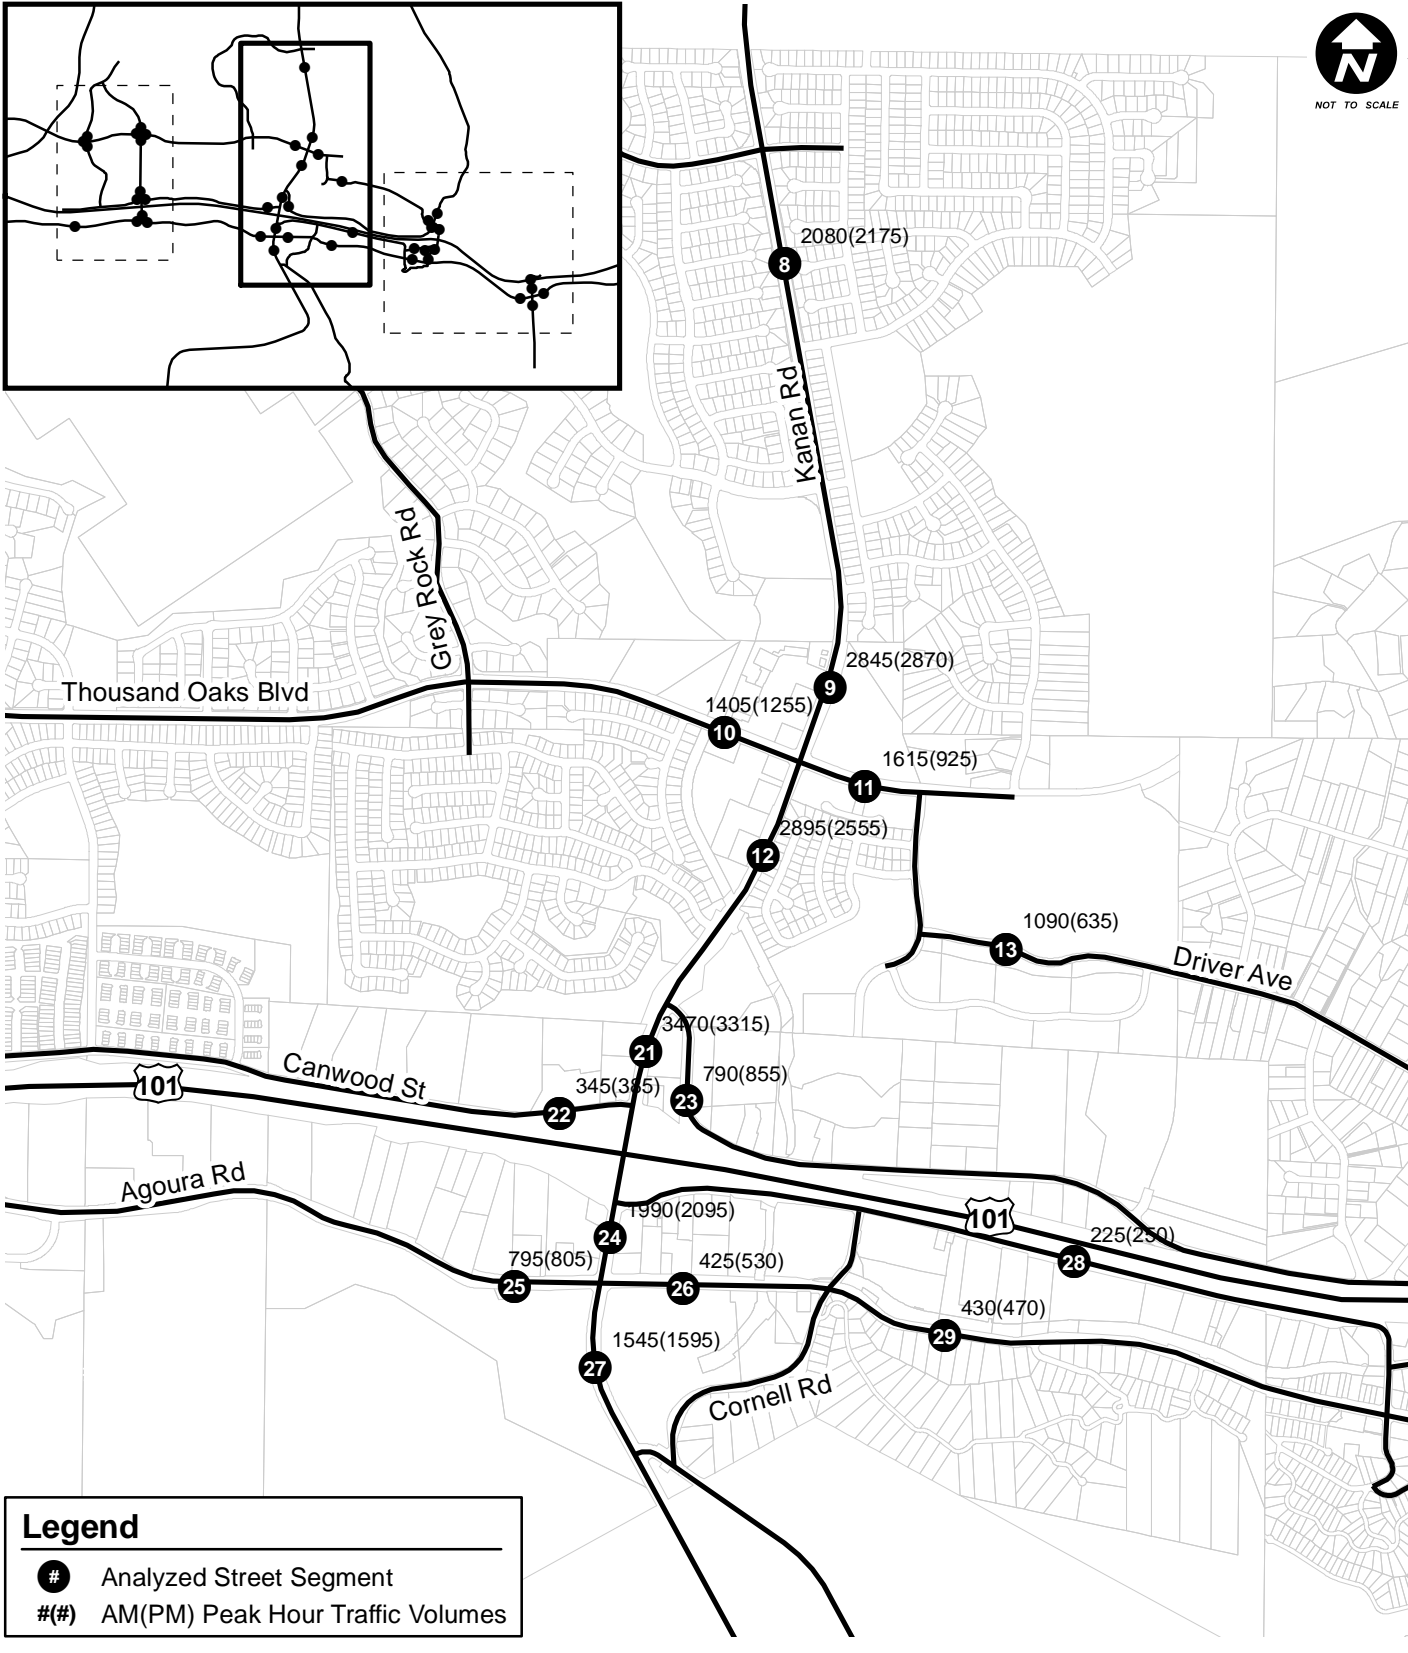 N
NOT TO SCALE
2080(2175)
8
Kanan Rd
Grey Rock Rd
2845(2870)
9
Thousand Oaks Blvd
1405(1255)
10
1615(925)
11
2895(2555)
12
1090(635)
13
Driver Ave
3470(3315)
21
Canwood St
101
345(385)
22
790(855)
23
Agoura Rd
1990(2095)
24
101
225(250)
28
795(805)
25
425(530)
26
430(470)
29
1545(1595)
27
Cornell Rd
Legend
# Analyzed Street Segment
#(#) AM(PM) Peak Hour Traffic Volumes